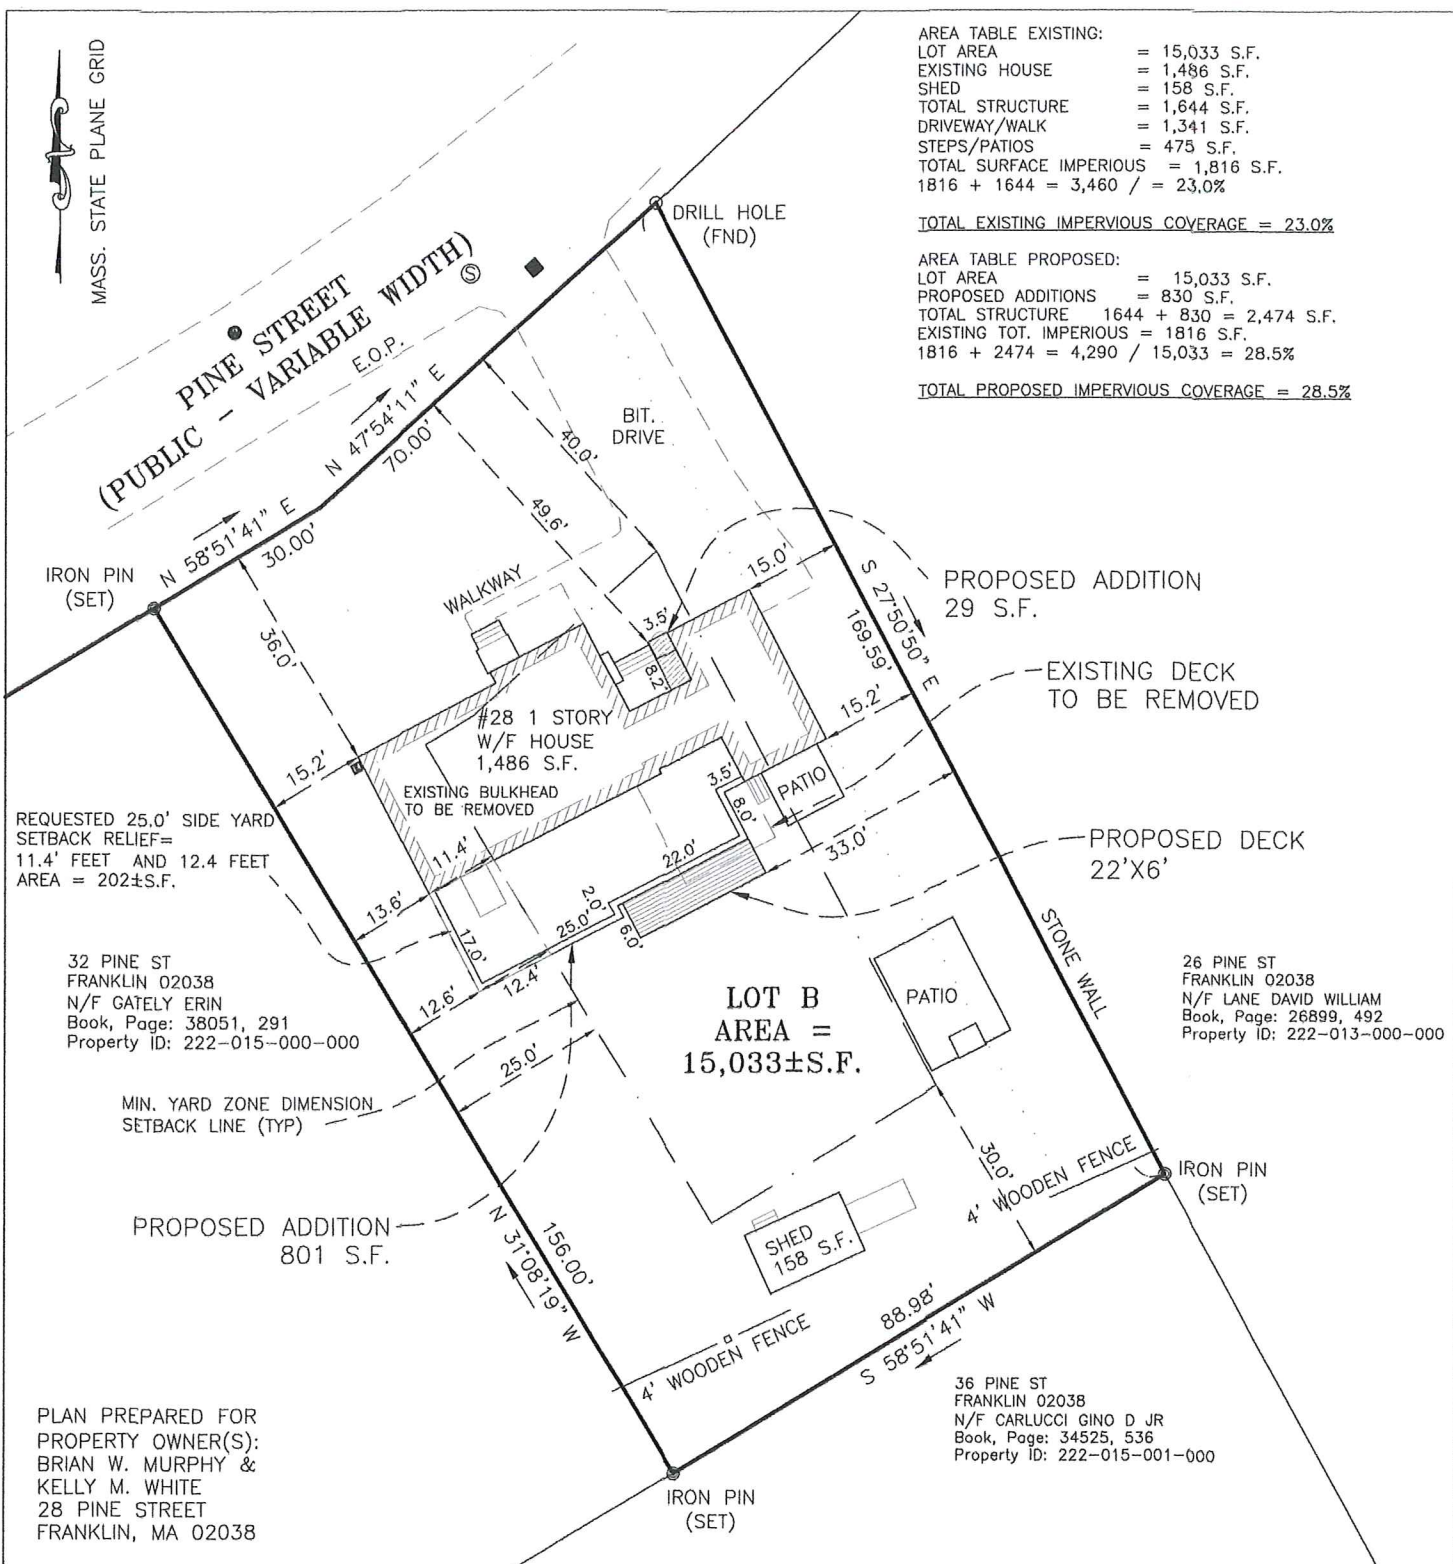 MASS. STATE PLANE GRID
AREA TABLE EXISTING:
LOT AREA = 15,033 S.F.
EXISTING HOUSE = 1,486 S.F.
SHED = 158 S.F.
TOTAL STRUCTURE = 1,644 S.F.
DRIVEWAY/WALK = 1,341 S.F.
STEPS/PATIOS = 475 S.F.
TOTAL SURFACE IMPERIOUS = 1,816 S.F.
1816 + 1644 = 3,460 / = 23.0%
TOTAL EXISTING IMPERVIOUS COVERAGE = 23.0%
AREA TABLE PROPOSED:
LOT AREA = 15,033 S.F.
PROPOSED ADDITIONS = 830 S.F.
TOTAL STRUCTURE 1644 + 830 = 2,474 S.F.
EXISTING TOT. IMPERIOUS = 1816 S.F.
1816 + 2474 = 4,290 / 15,033 = 28.5%
TOTAL PROPOSED IMPERVIOUS COVERAGE = 28.5%
DRILL HOLE
(FND)
PINE STREET
(PUBLIC - VARIABLE WIDTH)
S
E.O.P.
N 47°54'11" E
70.00'
N 58°51'41" E
30.00'
IRON PIN
(SET)
BIT.
DRIVE
40.0'
49.6'
WALKWAY
36.0'
15.0'
S 27°50'50" E
169.59'
PROPOSED ADDITION
29 S.F.
3.5'
8.2'
EXISTING DECK
TO BE REMOVED
15.2'
#28 1 STORY
W/F HOUSE
1,486 S.F.
15.2'
EXISTING BULKHEAD
TO BE REMOVED
3.5'
8.0'
PATIO
REQUESTED 25.0' SIDE YARD
SETBACK RELIEF=
11.4' FEET AND 12.4 FEET
AREA = 202±S.F.
11.4'
22.0'
33.0'
PROPOSED DECK
22'X6'
13.6'
2.0'
25.0'
6.0'
17.0'
12.4'
12.6'
STONE WALL
32 PINE ST
FRANKLIN 02038
N/F GATELY ERIN
Book, Page: 38051, 291
Property ID: 222-015-000-000
26 PINE ST
FRANKLIN 02038
N/F LANE DAVID WILLIAM
Book, Page: 26899, 492
Property ID: 222-013-000-000
LOT B
AREA =
15,033±S.F.
PATIO
25.0'
MIN. YARD ZONE DIMENSION
SETBACK LINE (TYP)
30.0'
4' WOODEN FENCE
IRON PIN
(SET)
PROPOSED ADDITION
801 S.F.
N 31°08'19" W
156.00'
SHED
158 S.F.
88.98'
S 58°51'41" W
4' WOODEN FENCE
36 PINE ST
FRANKLIN 02038
N/F CARLUCCI GINO D JR
Book, Page: 34525, 536
Property ID: 222-015-001-000
PLAN PREPARED FOR
PROPERTY OWNER(S):
BRIAN W. MURPHY &
KELLY M. WHITE
28 PINE STREET
FRANKLIN, MA 02038
IRON PIN
(SET)